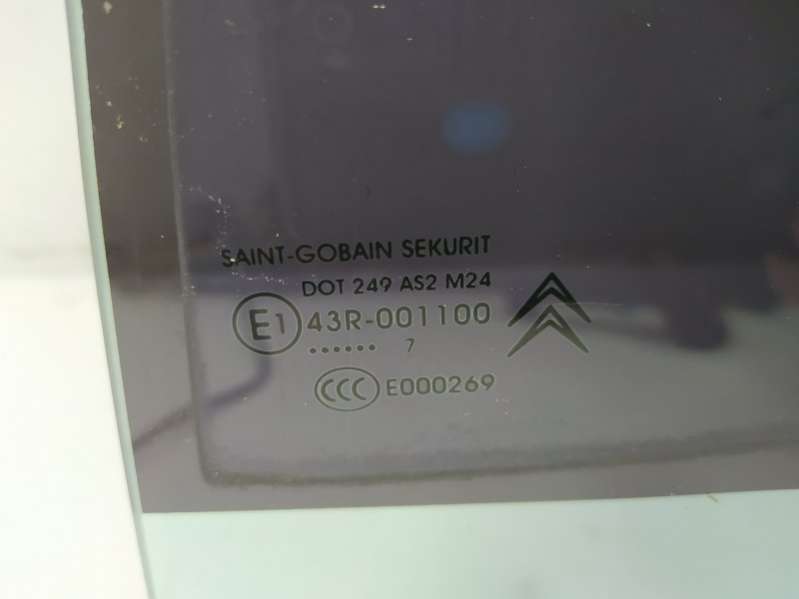 SAINT-GOBAIN SEKURIT
DOT 249 AS2 M24
E1 43R-001100
...... 7
CCC E000269